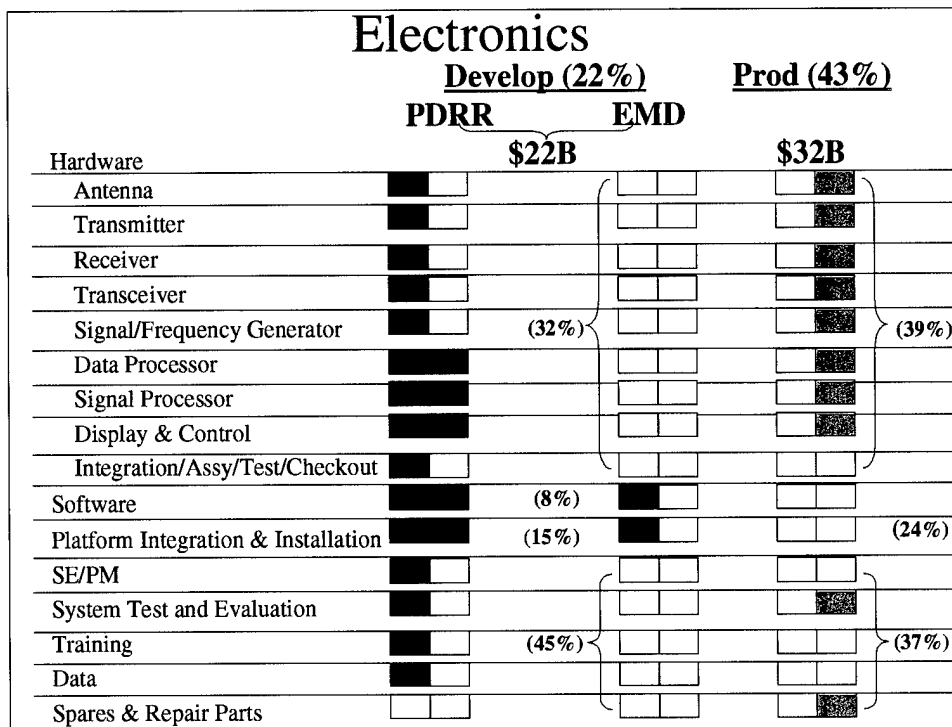 Electronics
Develop (22%) Prod (43%)
PDRR EMD
Hardware $22B $32B
Antenna
Transmitter
Receiver
Transceiver
Signal/Frequency Generator (32%) (39%)
Data Processor
Signal Processor
Display & Control
Integration/Assy/Test/Checkout
Software (8%)
Platform Integration & Installation (15%) (24%)
SE/PM
System Test and Evaluation
Training (45%) (37%)
Data
Spares & Repair Parts